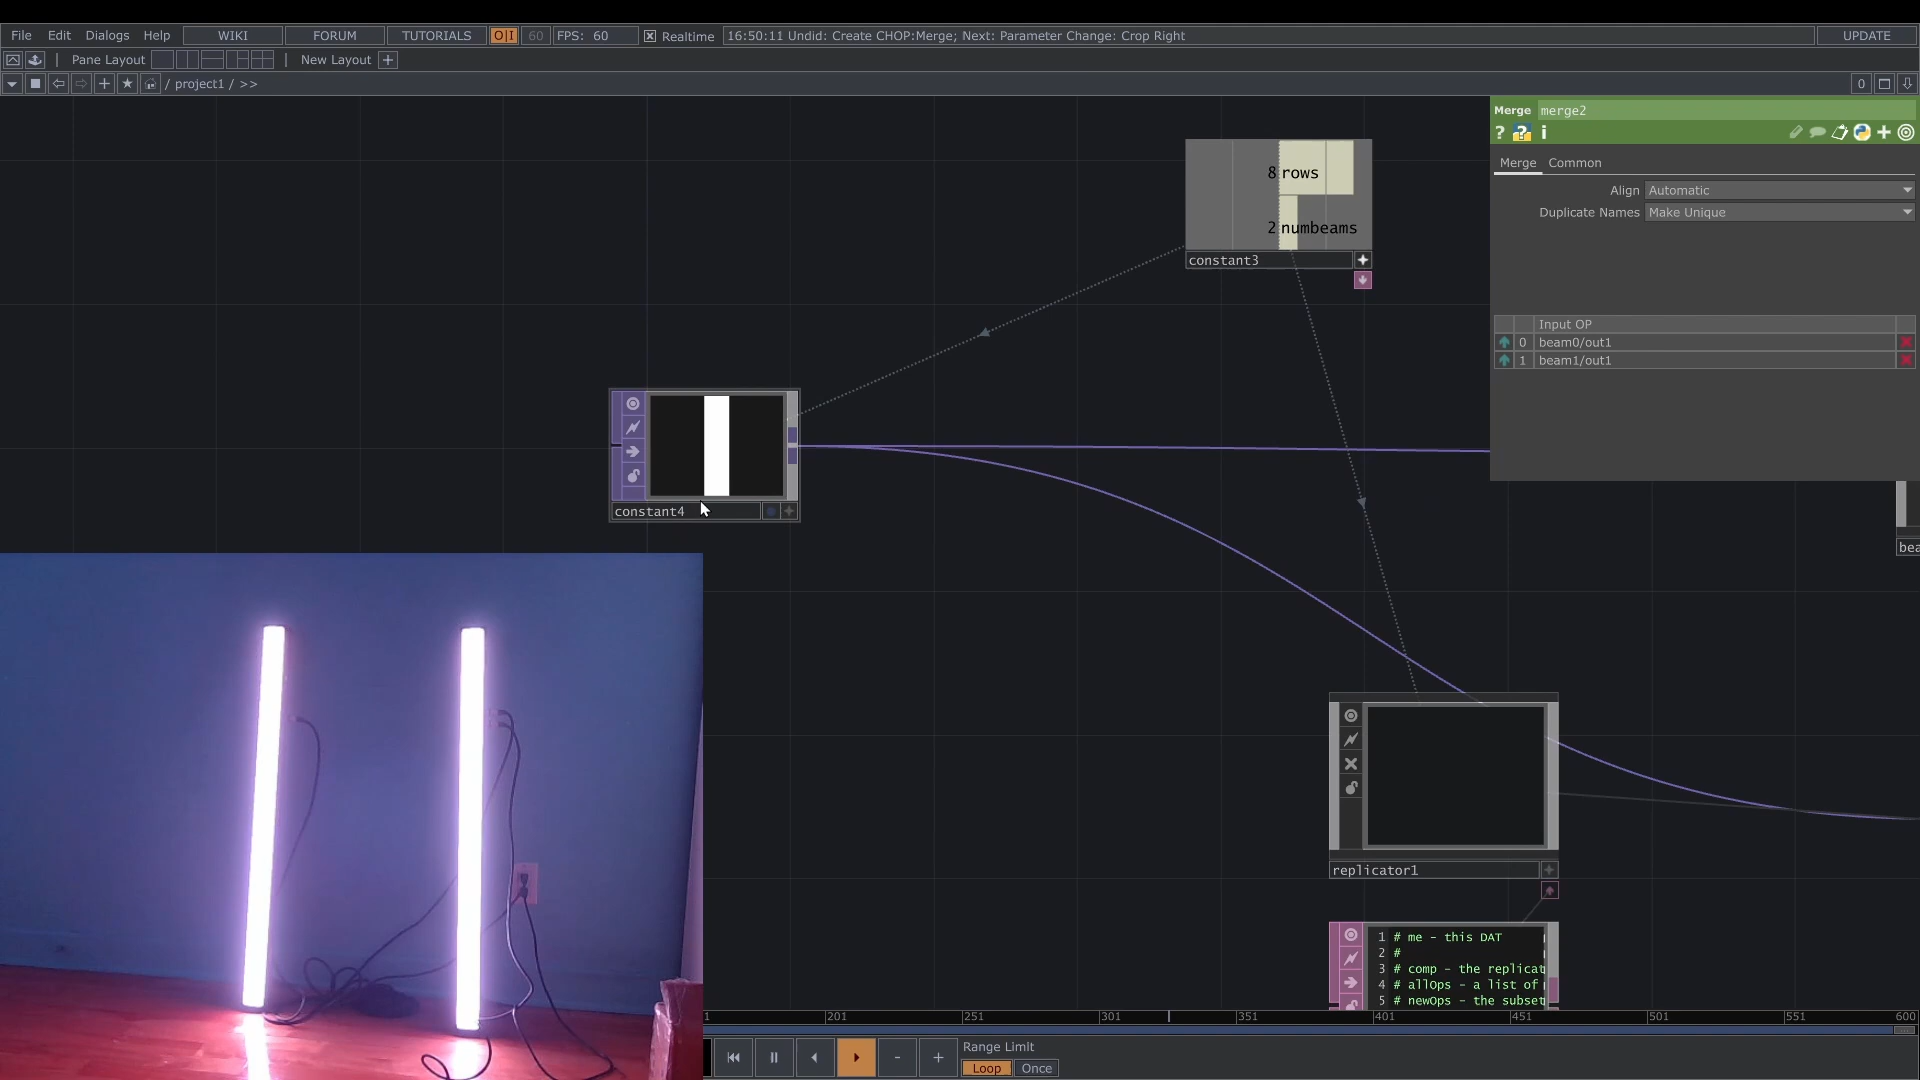 File Edit Dialogs Help WIKI FORUM TUTORIALS O|I 60 FPS: 60 Realtime 16:50:11 Undid: Create CHOP:Merge; Next: Parameter Change: Crop Right UPDATE
Pane Layout New Layout +
/ project1 / >> 0
Merge merge2
? ? i
Merge Common
Align Automatic
Duplicate Names Make Unique
Input OP
0 beam0/out1
1 beam1/out1
8 rows
2 numbeams
constant3
constant4
bea
replicator1
1 # me - this DAT
2 #
3 # comp - the replicat
4 # allOps - a list of
5 # newOps - the subset
201 251 301 351 401 451 501 551 600
- + Range Limit
Loop Once